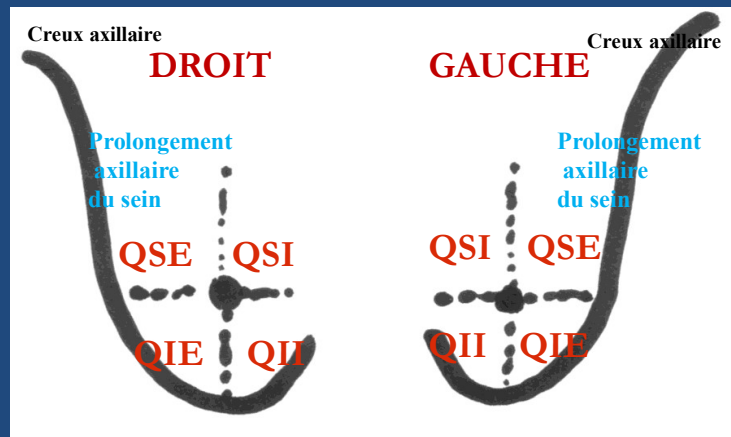 Creux axillaire
Creux axillaire
DROIT
GAUCHE
Prolongement
axillaire
du sein
Prolongement
axillaire
du sein
QSE QSI
QSI QSE
QIE QII
QII QIE